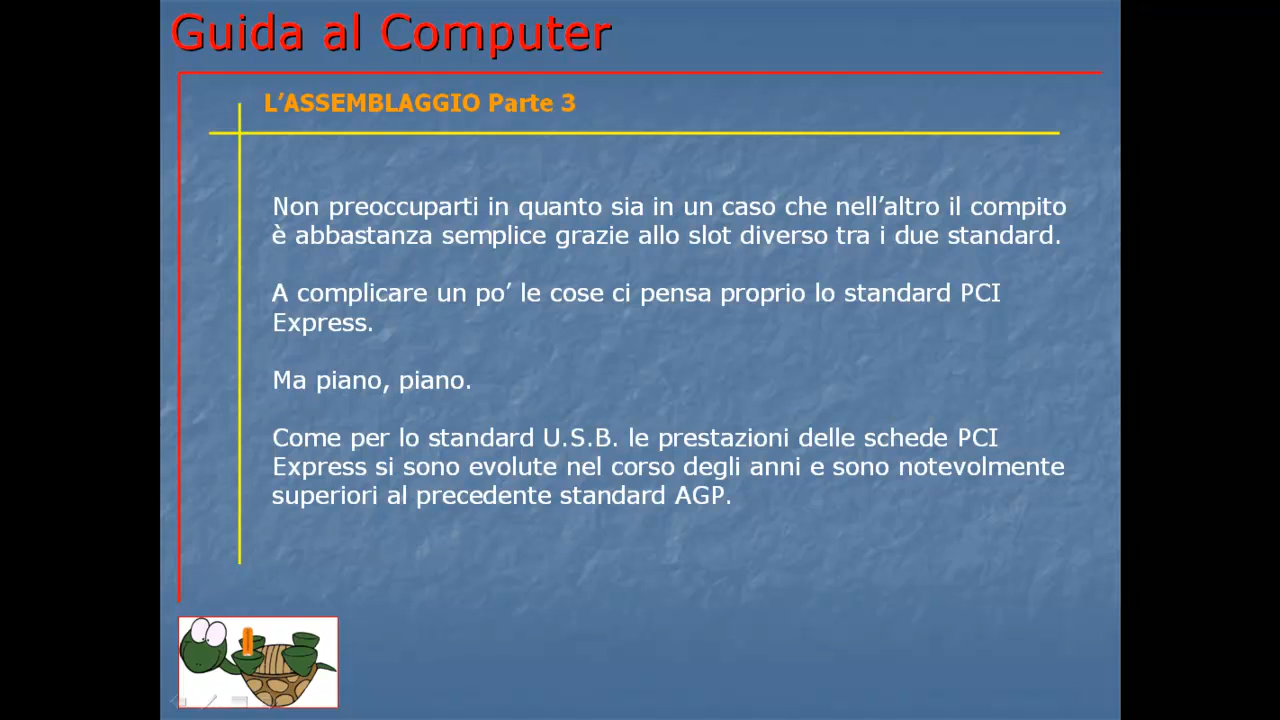 Guida al Computer
L’ASSEMBLAGGIO Parte 3
Non preoccuparti in quanto sia in un caso che nell’altro il compito
è abbastanza semplice grazie allo slot diverso tra i due standard.
A complicare un po’ le cose ci pensa proprio lo standard PCI
Express.
Ma piano, piano.
Come per lo standard U.S.B. le prestazioni delle schede PCI
Express si sono evolute nel corso degli anni e sono notevolmente
superiori al precedente standard AGP.